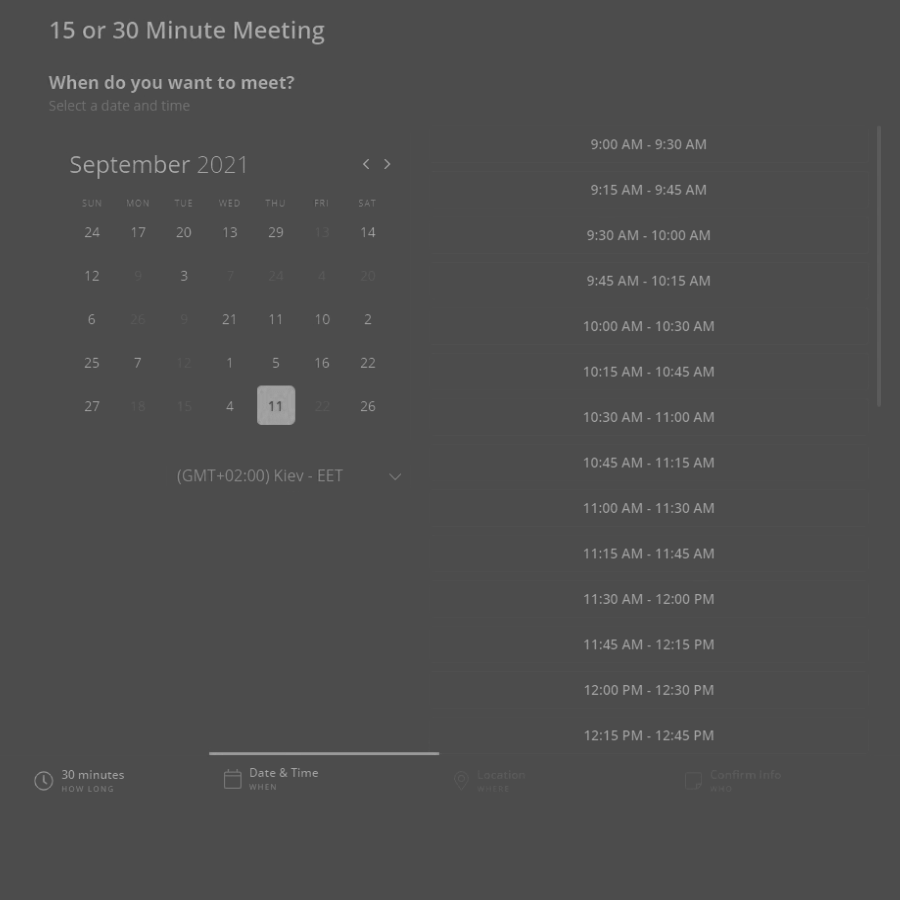 15 or 30 Minute Meeting
When do you want to meet?
Select a date and time
September 2021
SUN MON TUE WED THU FRI SAT
24 17 20 13 29 13 14
12 9 3 7 24 4 20
6 26 9 21 11 10 2
25 7 12 1 5 16 22
27 18 15 4 11 22 26
(GMT+02:00) Kiev - EET
9:00 AM - 9:30 AM
9:15 AM - 9:45 AM
9:30 AM - 10:00 AM
9:45 AM - 10:15 AM
10:00 AM - 10:30 AM
10:15 AM - 10:45 AM
10:30 AM - 11:00 AM
10:45 AM - 11:15 AM
11:00 AM - 11:30 AM
11:15 AM - 11:45 AM
11:30 AM - 12:00 PM
11:45 AM - 12:15 PM
12:00 PM - 12:30 PM
12:15 PM - 12:45 PM
30 minutes
HOW LONG
Date & Time
WHEN
Location
WHERE
Confirm info
WHO